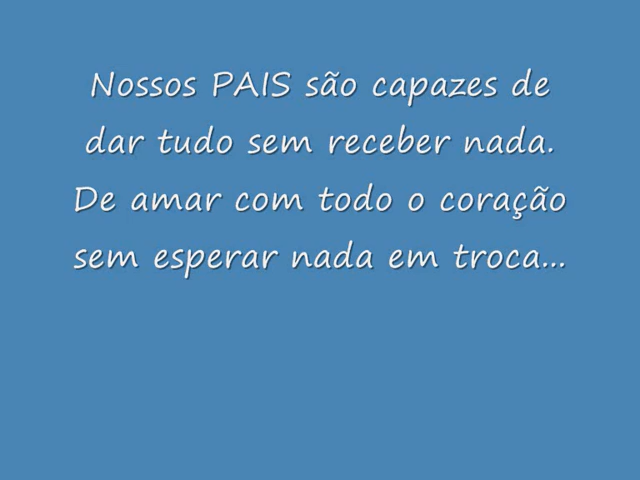 Nossos PAIS são capazes de
dar tudo sem receber nada.
De amar com todo o coração
sem esperar nada em troca...